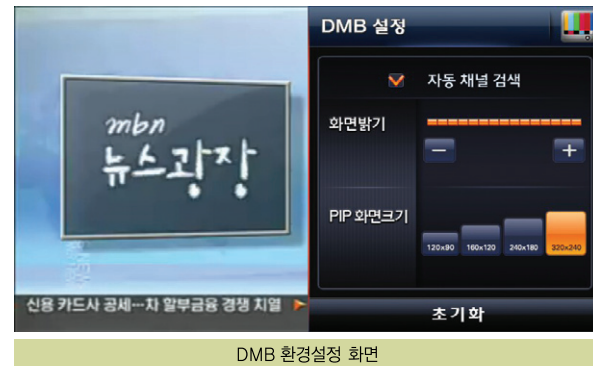 mbn
뉴스광장
신용 카드사 공세…차 할부금융 경쟁 치열
DMB 설정
자동 채널 검색
화면밝기
− +
PIP 화면크기
120x90 160x120 240x180 320x240
초기화
DMB 환경설정 화면